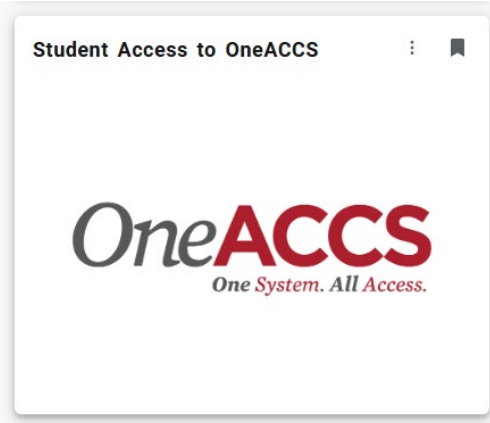 Student Access to OneACCS
OneACCS
One System. All Access.